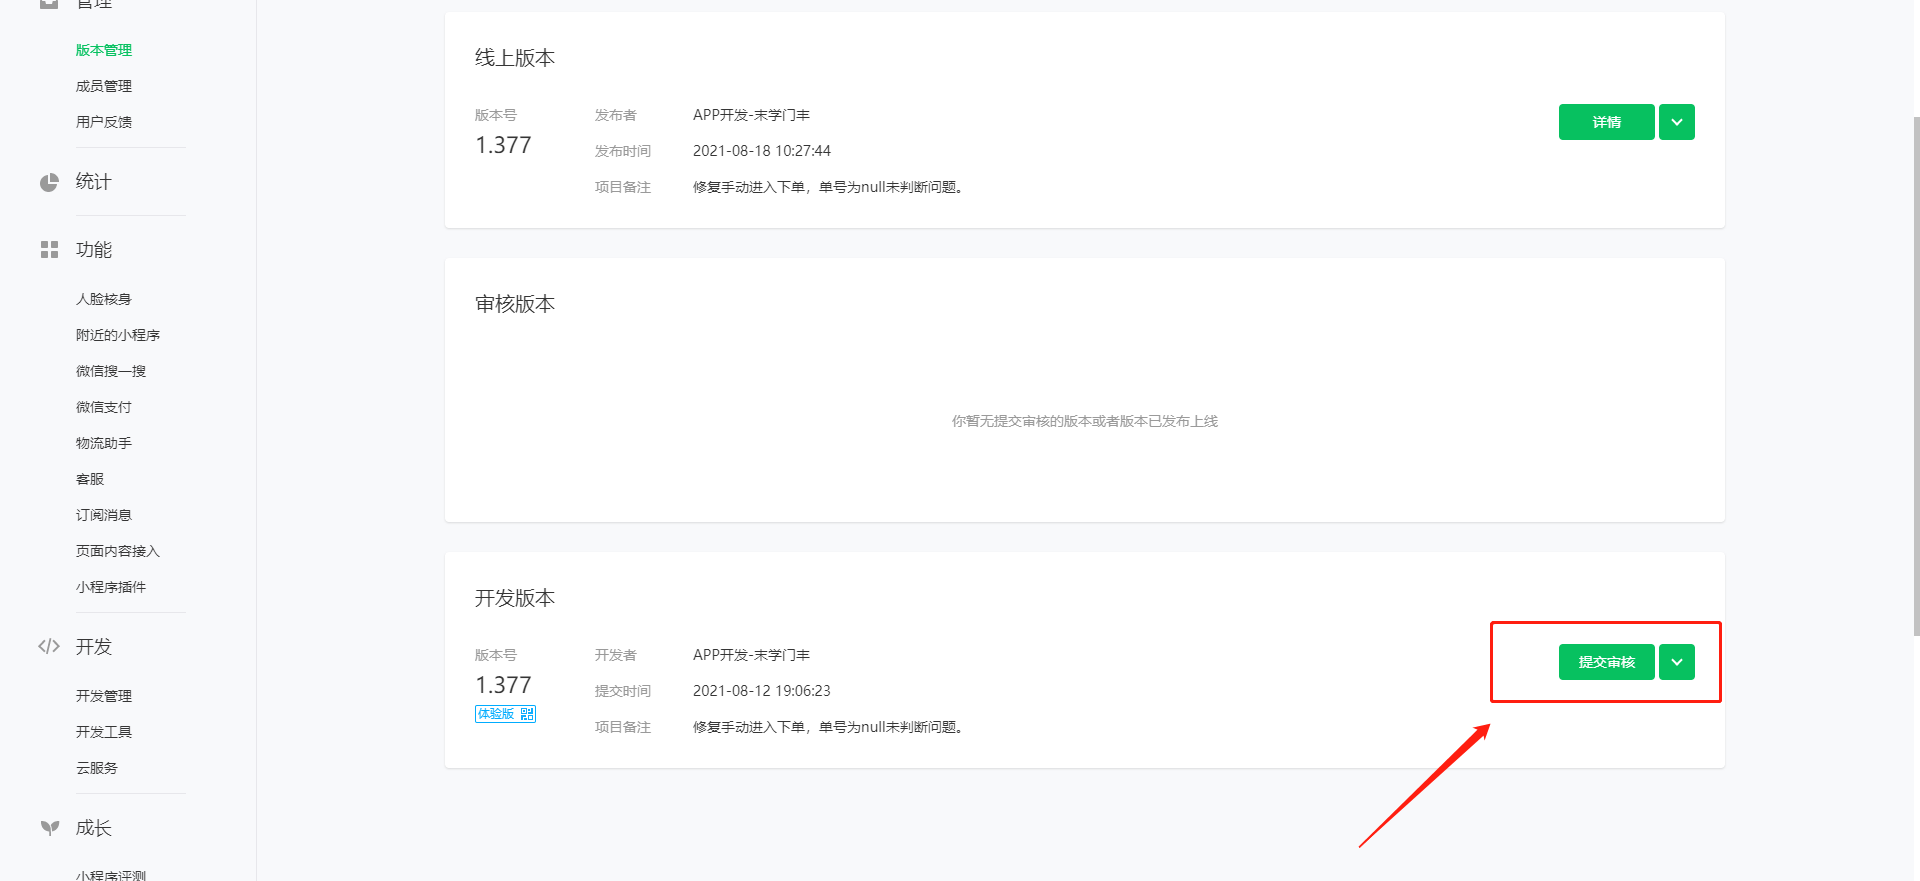 管理
版本管理
成员管理
用户反馈
统计
功能
人脸核身
附近的小程序
微信搜一搜
微信支付
物流助手
客服
订阅消息
页面内容接入
小程序插件
开发
开发管理
开发工具
云服务
成长
小程序评测
线上版本
版本号
1.377
发布者 APP开发-末学门丰
发布时间 2021-08-18 10:27:44
项目备注 修复手动进入下单，单号为null未判断问题。
详情
审核版本
你暂无提交审核的版本或者版本已发布上线
开发版本
版本号
1.377
体验版
开发者 APP开发-末学门丰
提交时间 2021-08-12 19:06:23
项目备注 修复手动进入下单，单号为null未判断问题。
提交审核